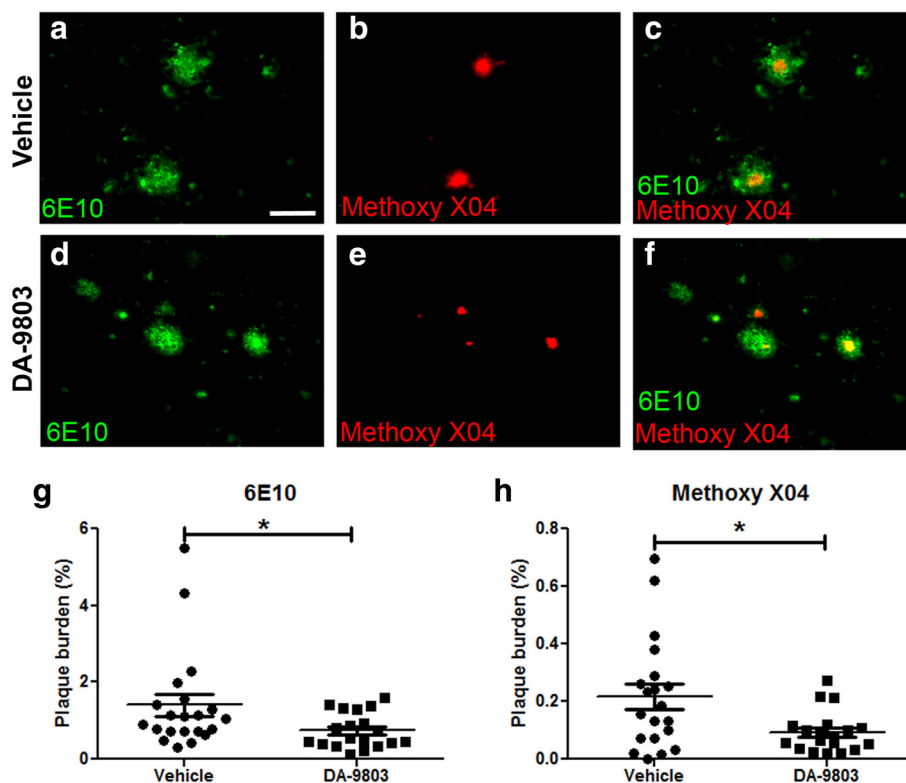 a b c
Vehicle
6E10 Methoxy X04 6E10
Methoxy X04
d e f
DA-9803
6E10 Methoxy X04 6E10
Methoxy X04
g h
6E10 Methoxy X04
* *
Plaque burden (%)
6
4
2
0
Vehicle DA-9803
Plaque burden (%)
0.8
0.6
0.4
0.2
0.0
Vehicle DA-9803